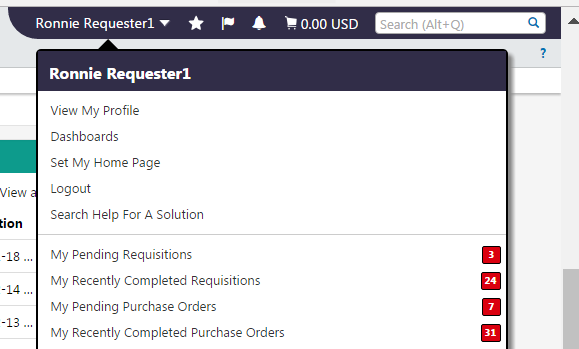 Ronnie Requester1 0.00 USD Search (Alt+Q)
?
Ronnie Requester1
View My Profile
Dashboards
Set My Home Page
Logout
Search Help For A Solution
View a
tion
-18 ...
-14 ...
-13 ...
My Pending Requisitions 3
My Recently Completed Requisitions 24
My Pending Purchase Orders 7
My Recently Completed Purchase Orders 31